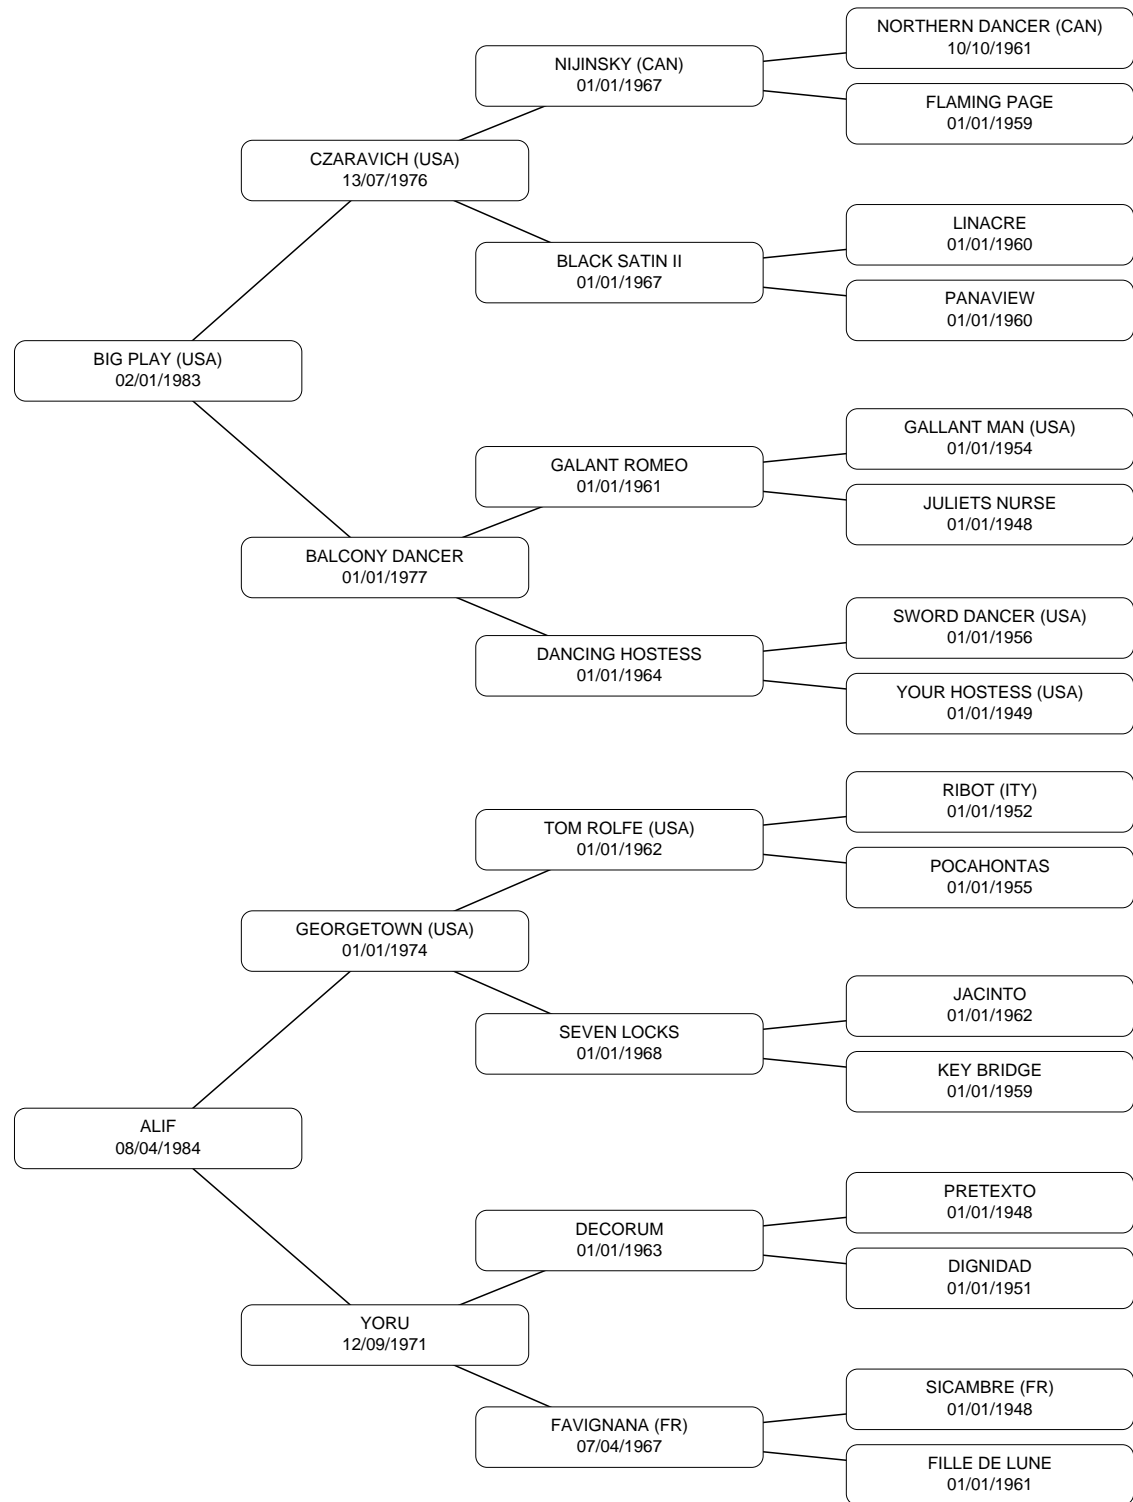 NORTHERN DANCER (CAN)
10/10/1961
NIJINSKY (CAN)
01/01/1967
FLAMING PAGE
01/01/1959
CZARAVICH (USA)
13/07/1976
LINACRE
01/01/1960
BLACK SATIN II
01/01/1967
PANAVIEW
01/01/1960
BIG PLAY (USA)
02/01/1983
GALLANT MAN (USA)
01/01/1954
GALANT ROMEO
01/01/1961
JULIETS NURSE
01/01/1948
BALCONY DANCER
01/01/1977
SWORD DANCER (USA)
01/01/1956
DANCING HOSTESS
01/01/1964
YOUR HOSTESS (USA)
01/01/1949
RIBOT (ITY)
01/01/1952
TOM ROLFE (USA)
01/01/1962
POCAHONTAS
01/01/1955
GEORGETOWN (USA)
01/01/1974
JACINTO
01/01/1962
SEVEN LOCKS
01/01/1968
KEY BRIDGE
01/01/1959
ALIF
08/04/1984
PRETEXTO
01/01/1948
DECORUM
01/01/1963
DIGNIDAD
01/01/1951
YORU
12/09/1971
SICAMBRE (FR)
01/01/1948
FAVIGNANA (FR)
07/04/1967
FILLE DE LUNE
01/01/1961